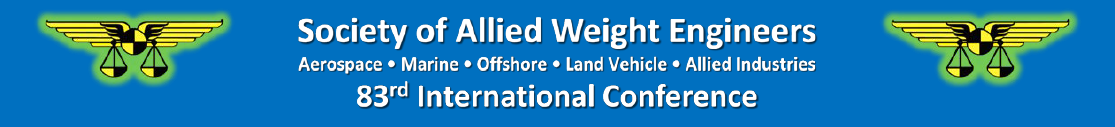 Society of Allied Weight Engineers
Aerospace • Marine • Offshore • Land Vehicle • Allied Industries
83rd International Conference